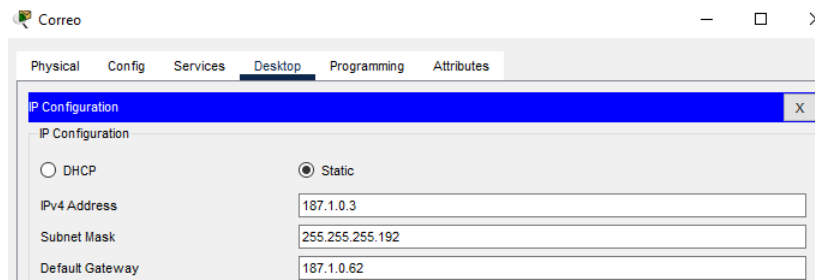 Correo
Physical Config Services Desktop Programming Attributes
IP Configuration X
IP Configuration
DHCP Static
IPv4 Address 187.1.0.3
Subnet Mask 255.255.255.192
Default Gateway 187.1.0.62